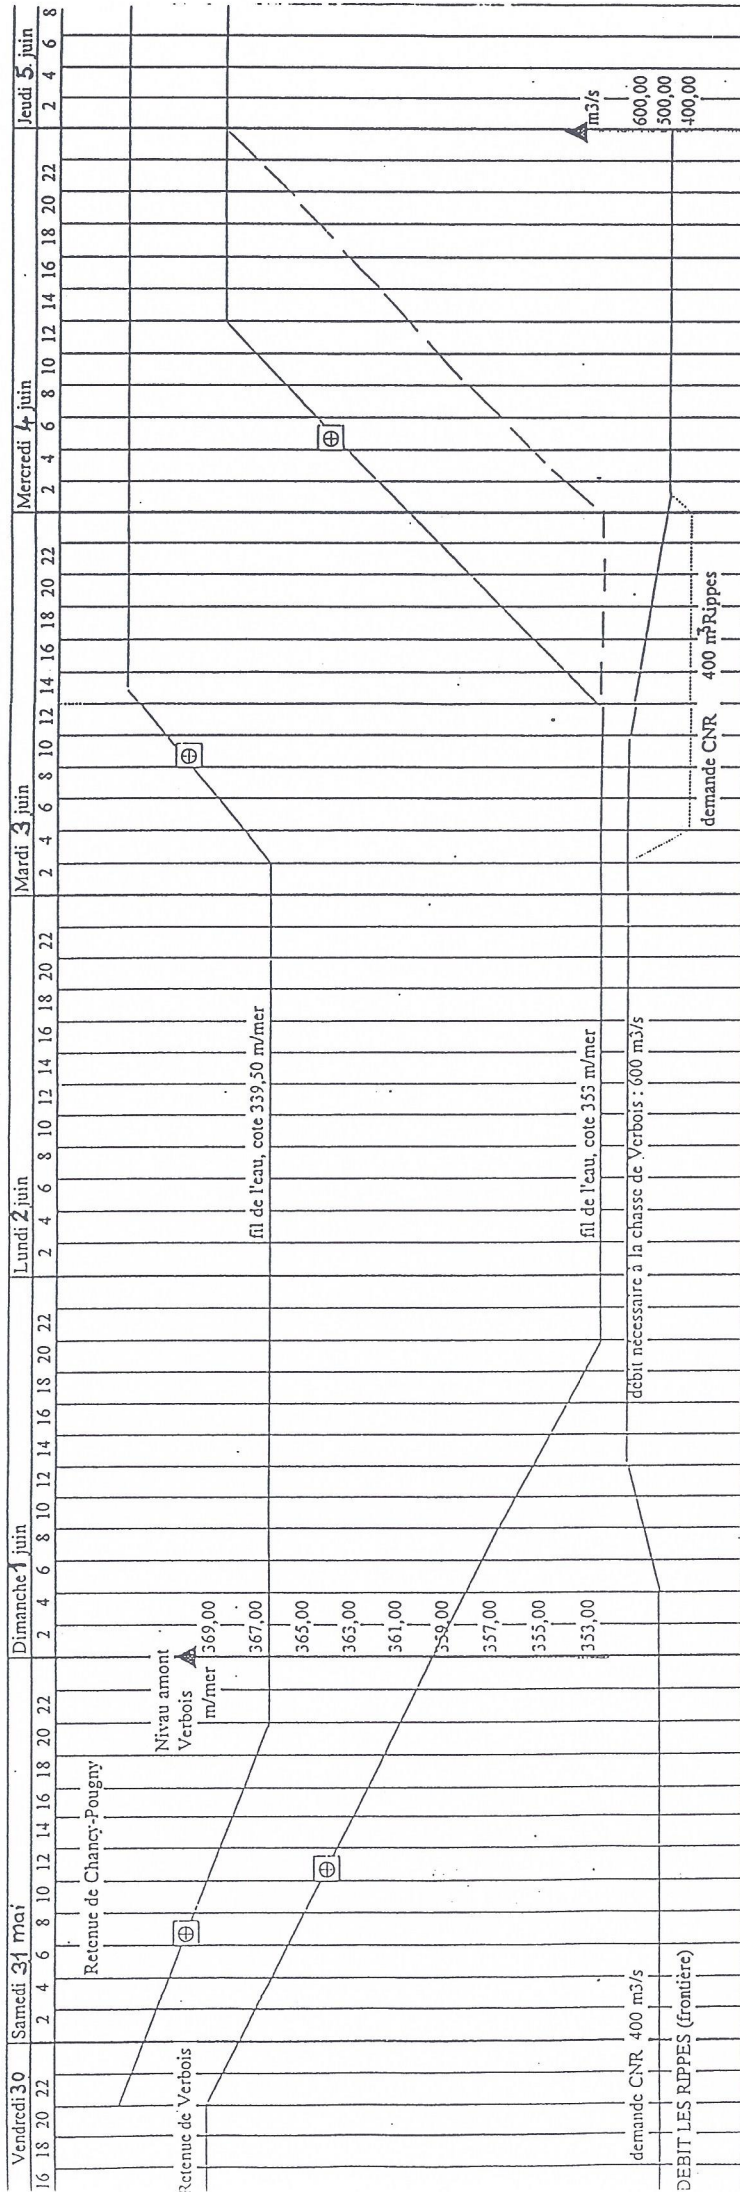 Vendredi 30 Samedi 31 mai Dimanche 1 juin Lundi 2 juin Mardi 3 juin Mercredi 4 juin Jeudi 5 juin
16 18 20 22 2 4 6 8 10 12 14 16 18 20 22 2 4 6 8 10 12 14 16 18 20 22 2 4 6 8 10 12 14 16 18 20 22 2 4 6 8 10 12 14 16 18 20 22 2 4 6 8 10 12 14 16 18 20 22 2 4 6 8
Retenue de Chancy-Pougny
Retenue de Verbois
Nivau amont
Verbois
m/mer
369,00
367,00
365,00
363,00
361,00
359,00
357,00
355,00
353,00
fil de l'eau, cote 339,50 m/mer
fil de l'eau, cote 353 m/mer
débit nécessaire à la chasse de Verbois : 600 m3/s
demande CNR 400 m3/s
DEBIT LES RIPPES (frontière)
demande CNR 400 m3 Rippes
m3/s
600,00
500,00
400,00